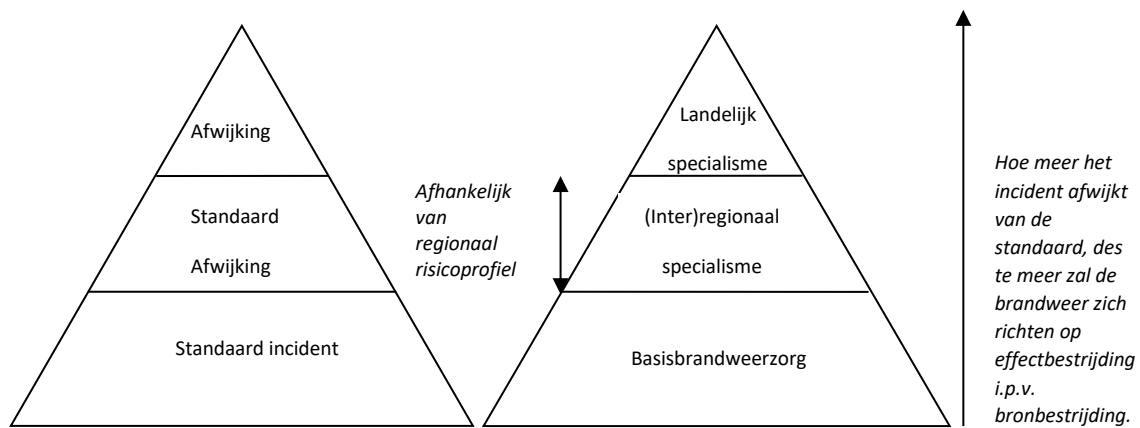 Afwijking
Standaard
Afwijking
Standaard incident
Afhankelijk
van
regionaal
risicoprofiel
Landelijk
specialisme
(Inter)regionaal
specialisme
Basisbrandweerzorg
Hoe meer het
incident afwijkt
van de
standaard, des
te meer zal de
brandweer zich
richten op
effectbestrijding
i.p.v.
bronbestrijding.